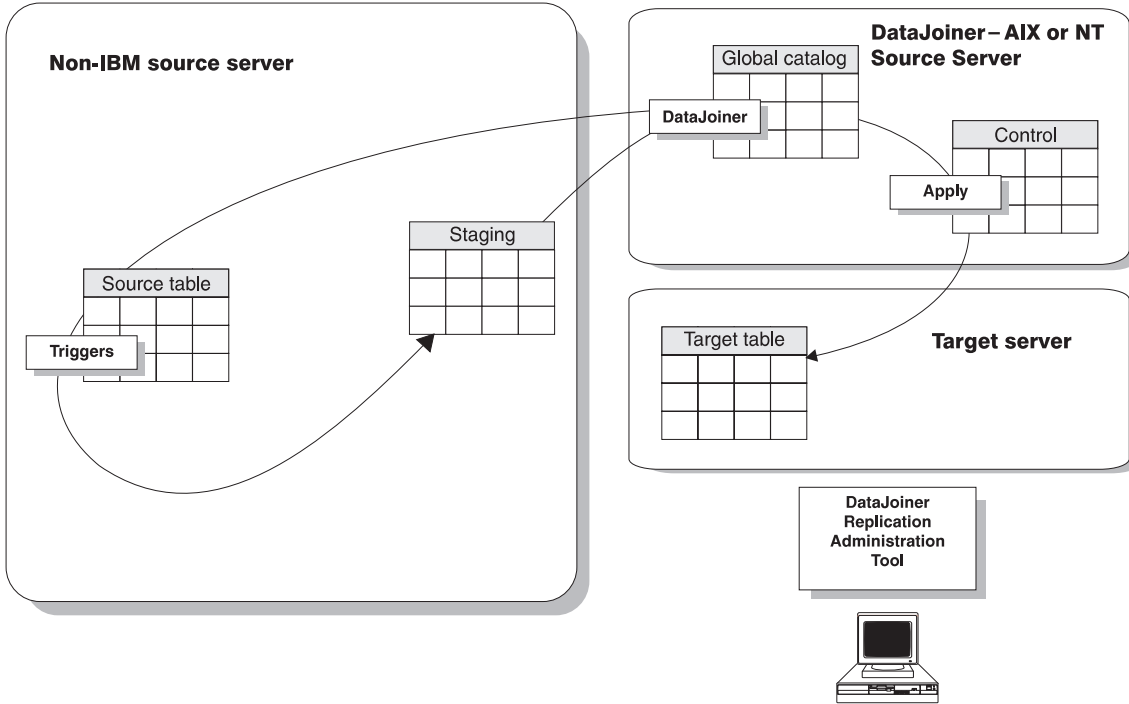 Non-IBM source server
Source table
Triggers
Staging
DataJoiner – AIX or NT
Source Server
Global catalog
DataJoiner
Control
Apply
Target server
Target table
DataJoiner
Replication
Administration
Tool